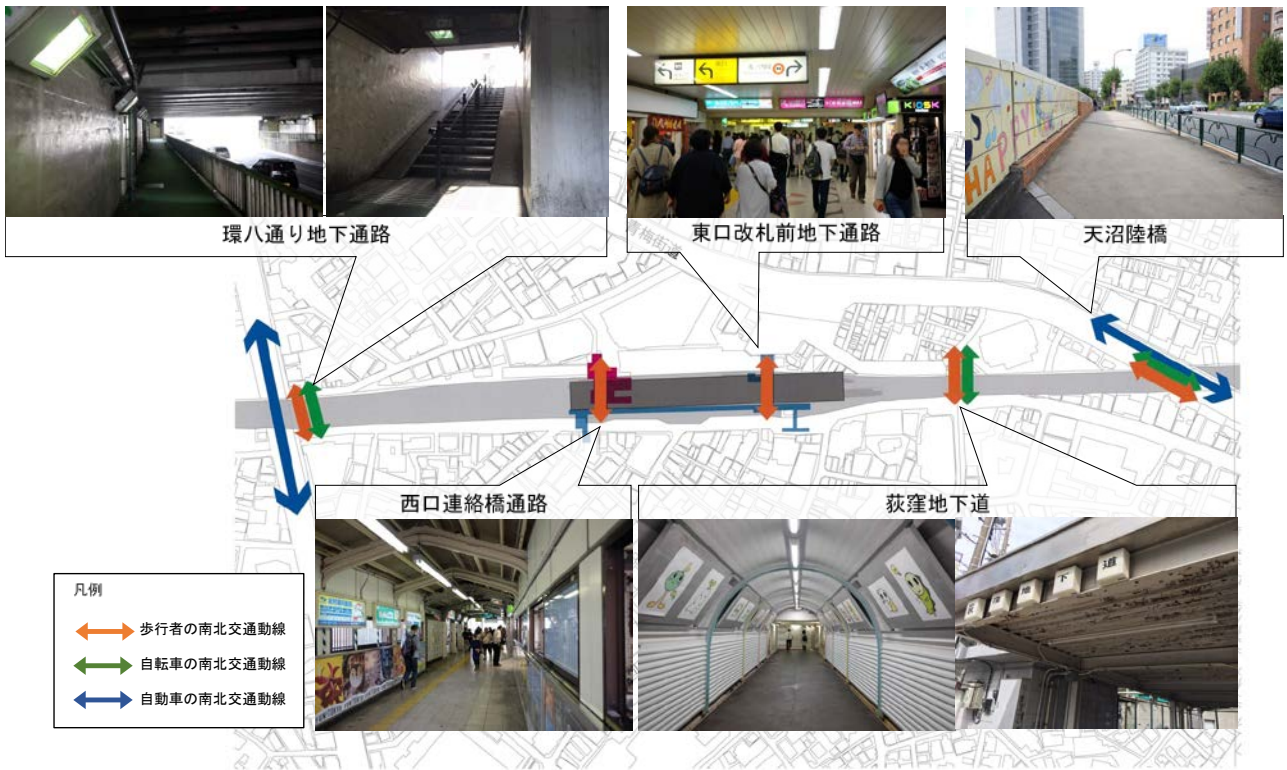 KIOSK
HAPPY
環八通り地下通路
東口改札前地下通路
天沼陸橋
青梅街道
西口連絡橋通路
荻窪地下道
地下道
凡例
歩行者の南北交通動線
自転車の南北交通動線
自動車の南北交通動線